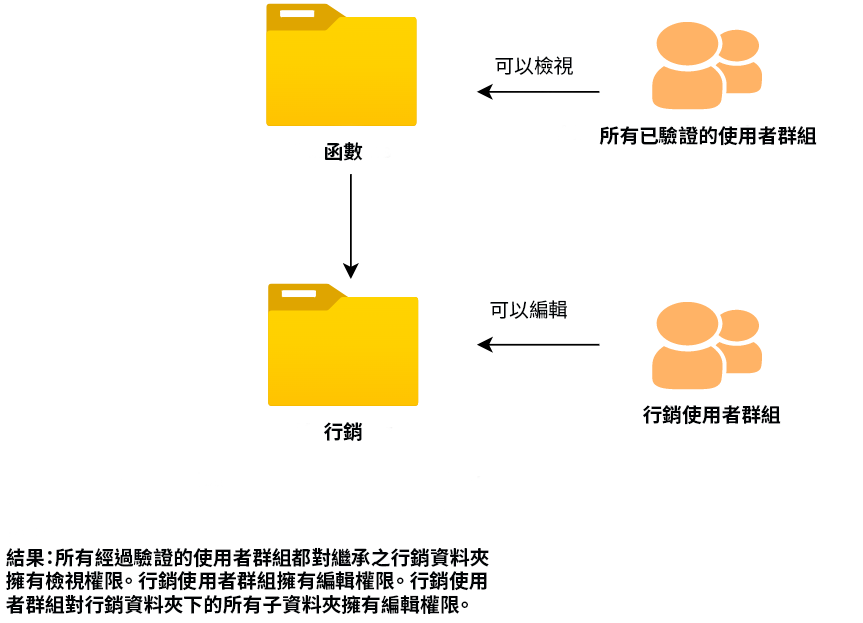 可以檢視
所有已驗證的使用者群組
函數
可以編輯
行銷使用者群組
行銷
結果：所有經過驗證的使用者群組都對繼承之行銷資料夾
擁有檢視權限。行銷使用者群組擁有編輯權限。行銷使用
者群組對行銷資料夾下的所有子資料夾擁有編輯權限。